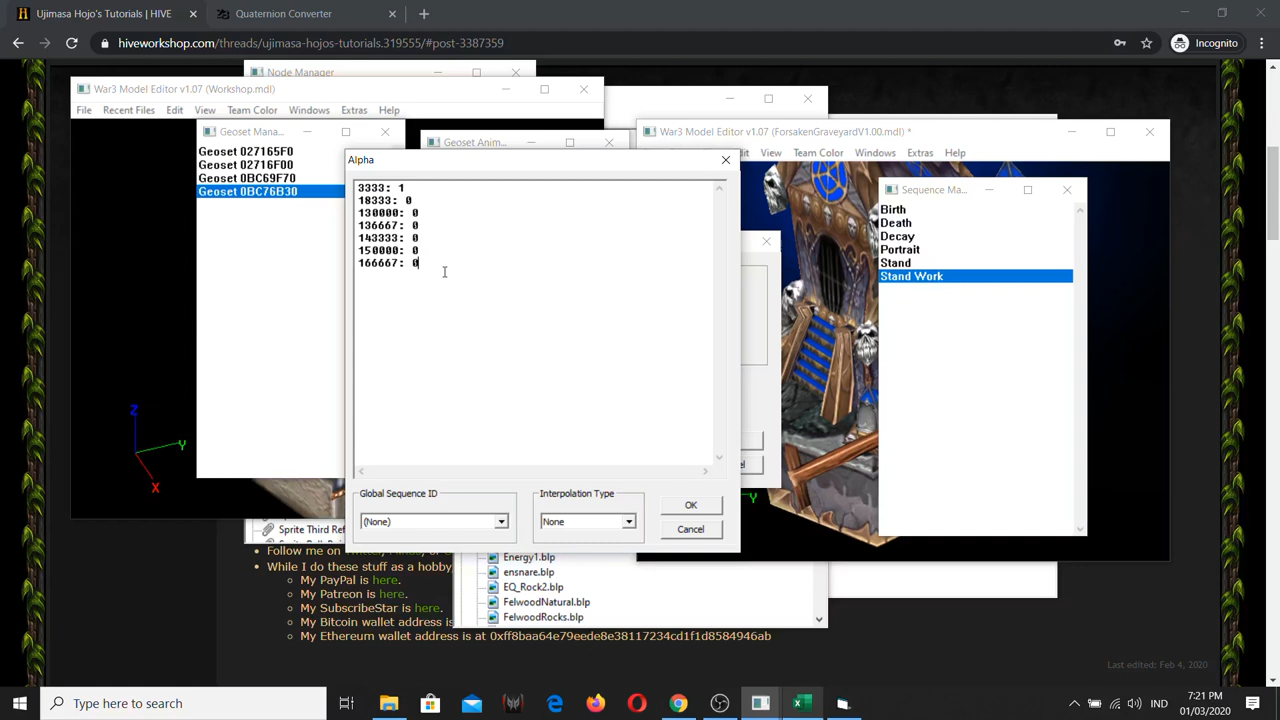 Ujimasa Hojo's Tutorials | HIVE
Quaternion Converter
hiveworkshop.com/threads/ujimasa-hojos-tutorials.319555/#post-3387359
Incognito
Node Manager
War3 Model Editor v1.07 (Workshop.mdl)
File Recent Files Edit View Team Color Windows Extras Help
Geoset Mana...
Geoset 027165F0
Geoset 02716F00
Geoset 0BC69F70
Geoset 0BC76B30
Geoset Anim...
Alpha
3333: 1
18333: 0
130000: 0
136667: 0
143333: 0
150000: 0
166667: 0
Global Sequence ID
(None)
Interpolation Type
None
OK
Cancel
War3 Model Editor v1.07 (ForsakenGraveyardV1.00.mdl) *
View Team Color Windows Extras Help
Sequence Ma...
Birth
Death
Decay
Portrait
Stand
Stand Work
Z
Y
X
Y
Sprite Third Ref
Follow me on
While I do these stuff as a hobby
My PayPal is here.
My Patreon is here.
My SubscribeStar is here.
My Bitcoin wallet address is
My Ethereum wallet address is at 0xff8baa64e79eede8e38117234cd1f1d8584946ab
Energy1.blp
ensnare.blp
EQ_Rock2.blp
FelwoodNatural.blp
FelwoodRocks.blp
Last edited: Feb 4, 2020
Type here to search
IND
7:21 PM
01/03/2020